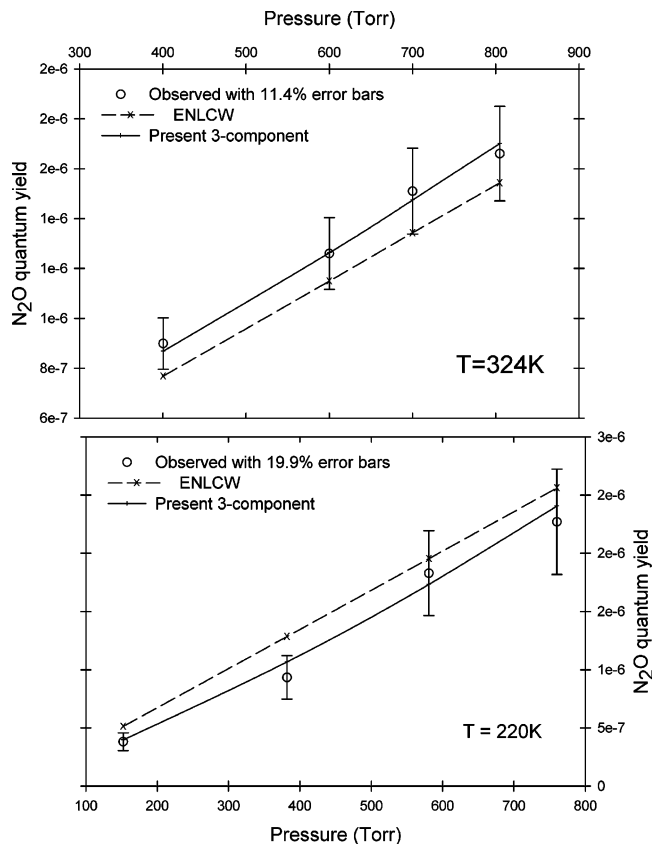 Pressure (Torr)
300 400 500 600 700 800 900
2e-6
2e-6
2e-6
1e-6
1e-6
1e-6
8e-7
6e-7
N2O quantum yield
Observed with 11.4% error bars
ENLCW
Present 3-component
T=324K
Observed with 19.9% error bars
ENLCW
Present 3-component
T = 220K
3e-6
2e-6
2e-6
2e-6
1e-6
5e-7
0
N2O quantum yield
100 200 300 400 500 600 700 800
Pressure (Torr)